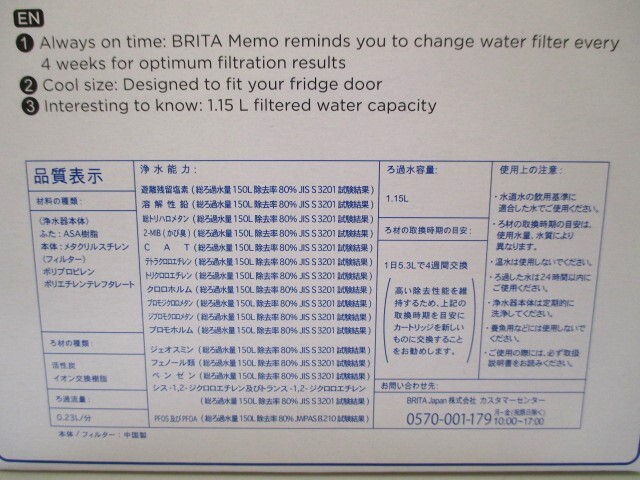 EN
1 Always on time: BRITA Memo reminds you to change water filter every
4 weeks for optimum filtration results
2 Cool size: Designed to fit your fridge door
3 Interesting to know: 1.15 L filtered water capacity
品質表示
材料の種類:
(浄水器本体)
ふた:ASA樹脂
本体:メタクリルスチレン
(フィルター)
ポリプロピレン
ポリエチレンテレフタレート
ろ材の種類:
活性炭
イオン交換樹脂
ろ過流量:
0.23L/分
浄水能力:
遊離残留塩素(総ろ過水量150L 除去率80% JIS S 3201 試験結果)
溶解性鉛(総ろ過水量150L 除去率80% JIS S 3201 試験結果)
総トリハロメタン(総ろ過水量150L 除去率80% JIS S 3201 試験結果)
2-MIB(かび臭)(総ろ過水量150L 除去率80% JIS S 3201 試験結果)
CAT(総ろ過水量150L 除去率80% JIS S 3201 試験結果)
テトラクロロエチレン(総ろ過水量150L 除去率80% JIS S 3201 試験結果)
トリクロロエチレン(総ろ過水量150L 除去率80% JIS S 3201 試験結果)
クロロホルム(総ろ過水量150L 除去率80% JIS S 3201 試験結果)
ブロモジクロロメタン(総ろ過水量150L 除去率80% JIS S 3201 試験結果)
ジブロモクロロメタン(総ろ過水量150L 除去率80% JIS S 3201 試験結果)
ブロモホルム(総ろ過水量150L 除去率80% JIS S 3201 試験結果)
ジェオスミン(総ろ過水量150L 除去率80% JIS S 3201 試験結果)
フェノール類(総ろ過水量150L 除去率80% JIS S 3201 試験結果)
ベンゼン(総ろ過水量150L 除去率80% JIS S 3201 試験結果)
シス-1,2-ジクロロエチレン及びトランス-1,2-ジクロロエチレン
(総ろ過水量150L 除去率80% JIS S 3201 試験結果)
PFOS及びPFOA(総ろ過水量150L 除去率80% JWPAS B.210 試験結果)
ろ過水容量:
1.15L
ろ材の取換時期の目安:
1日5.3Lで4週間交換
(高い除去性能を維
持するため、上記の
取換時期を目安に
カートリッジを新しい
ものに交換すること
をお勧めします。)
使用上の注意:
・水道水の飲用基準に
適合した水でご使用ください。
・ろ材の取換時期の目安は、
使用水量、水質により
異なります。
・温水は使用しないでください。
・ろ過した水は24時間以内に
ご使用ください。
・浄水器本体は定期的に
洗浄してください。
・養魚用などには使用しないで
ください。
・ご使用の際には、必ず取扱
説明書をお読みください。
お問い合わせ先:
BRITA Japan 株式会社 カスタマーセンター
0570-001-179 月-金(祝祭日除く) 10:00~17:00
本体/フィルター:中国製